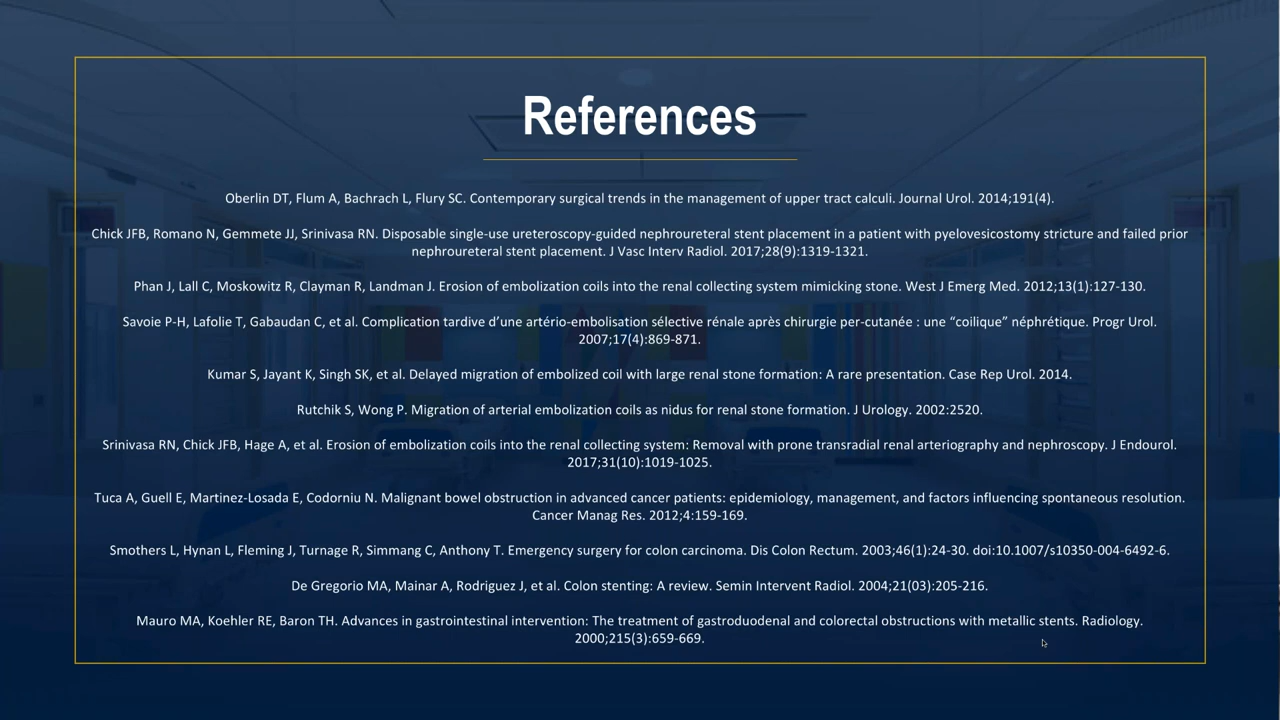 References
Oberlin DT, Flum A, Bachrach L, Flury SC. Contemporary surgical trends in the management of upper tract calculi. Journal Urol. 2014;191(4).
Chick JFB, Romano N, Gemmete JJ, Srinivasa RN. Disposable single-use ureteroscopy-guided nephroureteral stent placement in a patient with pyelovesicostomy stricture and failed prior
nephroureteral stent placement. J Vasc Interv Radiol. 2017;28(9):1319-1321.
Phan J, Lall C, Moskowitz R, Clayman R, Landman J. Erosion of embolization coils into the renal collecting system mimicking stone. West J Emerg Med. 2012;13(1):127-130.
Savoie P-H, Lafolie T, Gabaudan C, et al. Complication tardive d’une artério-embolisation sélective rénale après chirurgie per-cutanée : une “coilique” néphrétique. Progr Urol.
2007;17(4):869-871.
Kumar S, Jayant K, Singh SK, et al. Delayed migration of embolized coil with large renal stone formation: A rare presentation. Case Rep Urol. 2014.
Rutchik S, Wong P. Migration of arterial embolization coils as nidus for renal stone formation. J Urology. 2002:2520.
Srinivasa RN, Chick JFB, Hage A, et al. Erosion of embolization coils into the renal collecting system: Removal with prone transradial renal arteriography and nephroscopy. J Endourol.
2017;31(10):1019-1025.
Tuca A, Guell E, Martinez-Losada E, Codorniu N. Malignant bowel obstruction in advanced cancer patients: epidemiology, management, and factors influencing spontaneous resolution.
Cancer Manag Res. 2012;4:159-169.
Smothers L, Hynan L, Fleming J, Turnage R, Simmang C, Anthony T. Emergency surgery for colon carcinoma. Dis Colon Rectum. 2003;46(1):24-30. doi:10.1007/s10350-004-6492-6.
De Gregorio MA, Mainar A, Rodriguez J, et al. Colon stenting: A review. Semin Intervent Radiol. 2004;21(03):205-216.
Mauro MA, Koehler RE, Baron TH. Advances in gastrointestinal intervention: The treatment of gastroduodenal and colorectal obstructions with metallic stents. Radiology.
2000;215(3):659-669.